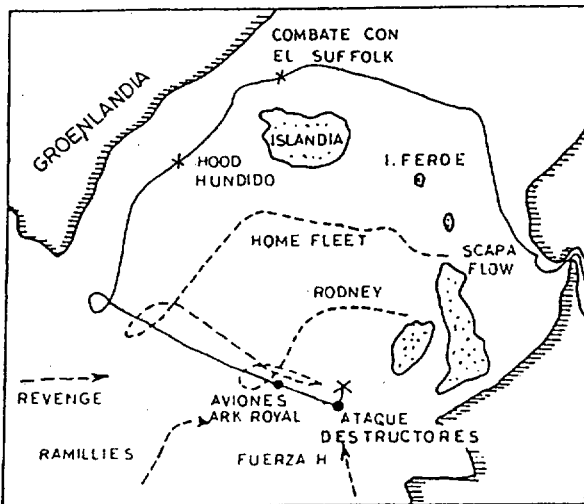 COMBATE CON
EL SUFFOLK
GROENLANDIA
ISLANDIA
HOOD
HUNDIDO
I. FEROE
HOME FLEET
SCAPA
FLOW
RODNEY
REVENGE
AVIONES
ARK ROYAL
ATAQUE
DESTRUCTORES
RAMILLIES
FUERZA H